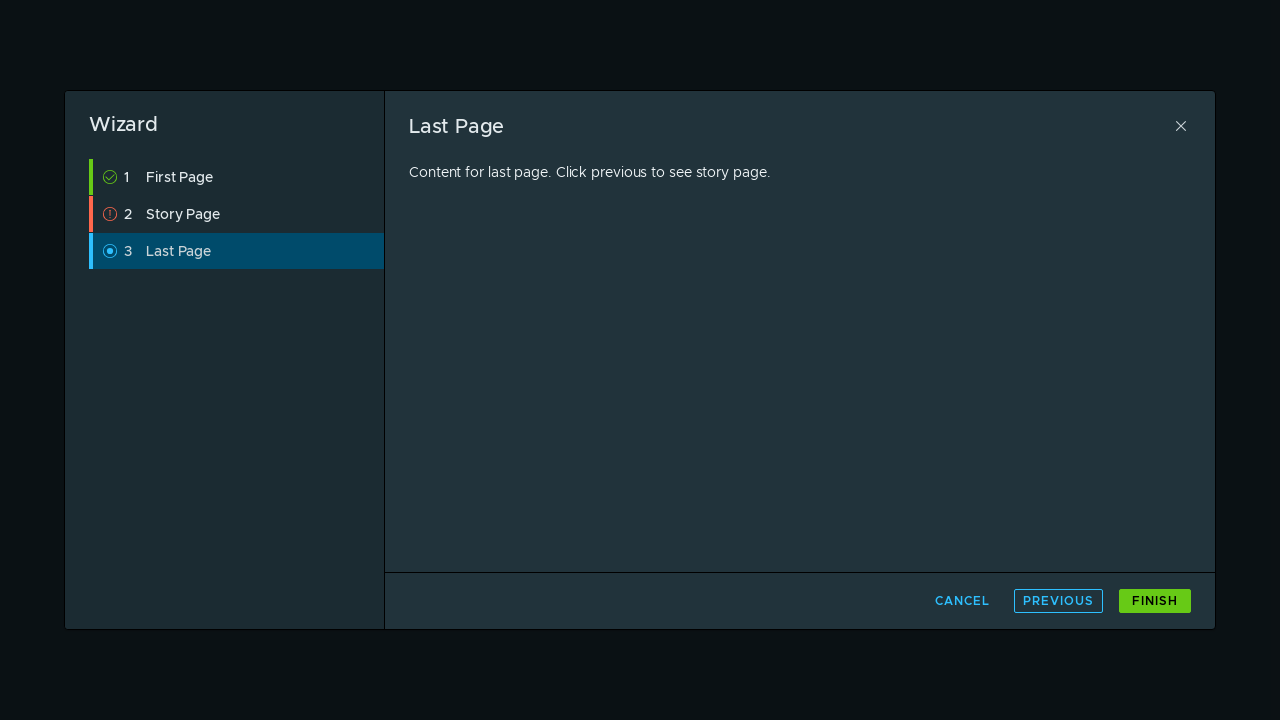 Wizard
1 First Page
2 Story Page
3 Last Page
Last Page
Content for last page. Click previous to see story page.
CANCEL PREVIOUS FINISH